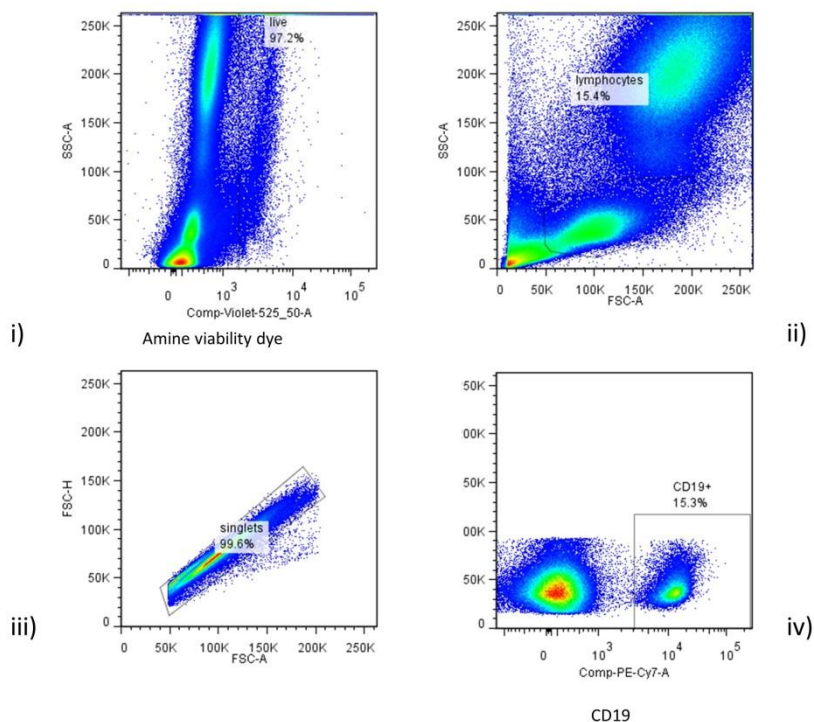 live
97.2%
250K
200K
150K
100K
50K
0
SSC-A
0 10³ 10⁴ 10⁵
Comp-Violet-525_50-A
i)
Amine viability dye
lymphocytes
15.4%
250K
200K
150K
100K
50K
0
SSC-A
0 50K 100K 150K 200K 250K
FSC-A
ii)
250K
200K
150K
100K
50K
0
FSC-H
singlets
99.6%
0 50K 100K 150K 200K 250K
FSC-A
iii)
50K
00K
50K
00K
50K
0
CD19+
15.3%
0 10³ 10⁴ 10⁵
Comp-PE-Cy7-A
iv)
CD19